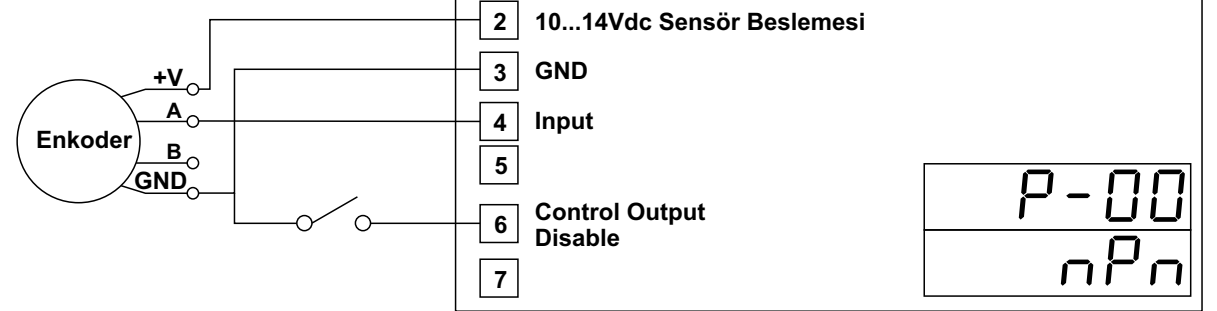 2 10...14Vdc Sensör Beslemesi
+V
3 GND
A
4 Input
Enkoder
B
5
GND
P-00
6 Control Output
Disable
nPn
7